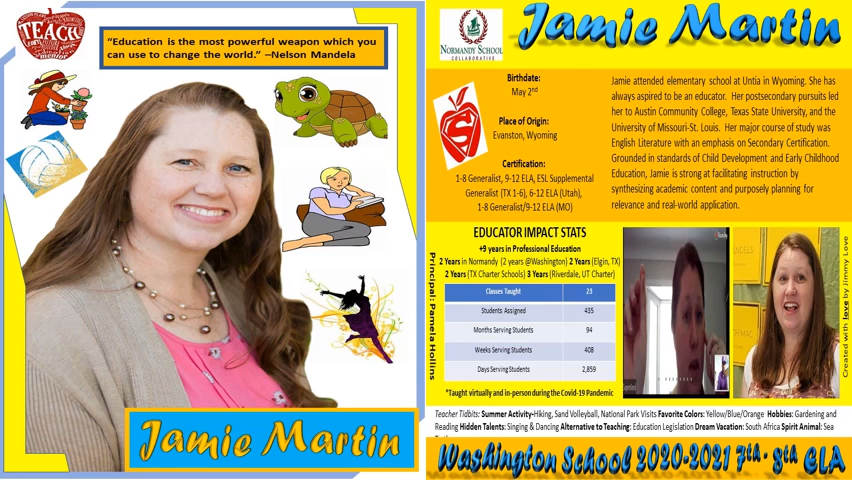 TEACH
mentor
“Education is the most powerful weapon which you
can use to change the world.” –Nelson Mandela
Jamie Martin
NORMANDY SCHOOL
COLLABORATIVE
Jamie Martin
Birthdate:
May 2nd
Place of Origin:
Evanston, Wyoming
Certification:
1-8 Generalist, 9-12 ELA, ESL Supplemental
Generalist (TX 1-6), 6-12 ELA (Utah),
1-8 Generalist/9-12 ELA (MO)
Jamie attended elementary school at Untia in Wyoming. She has
always aspired to be an educator. Her postsecondary pursuits led
her to Austin Community College, Texas State University, and the
University of Missouri-St. Louis. Her major course of study was
English Literature with an emphasis on Secondary Certification.
Grounded in standards of Child Development and Early Childhood
Education, Jamie is strong at facilitating instruction by
synthesizing academic content and purposely planning for
relevance and real-world application.
Principal: Pamela Hollins
EDUCATOR IMPACT STATS
+9 years in Professional Education
2 Years in Normandy (2 years @Washington) 2 Years (Elgin, TX)
2 Years (TX Charter Schools) 3 Years (Riverdale, UT Charter)
Classes Taught 23
Students Assigned 435
Months Serving Students 94
Weeks Serving Students 408
Days Serving Students 2,859
*Taught virtually and in-person during the Covid-19 Pandemic
Created with love by Jimmy Love
Teacher Tidbits: Summer Activity-Hiking, Sand Volleyball, National Park Visits Favorite Colors: Yellow/Blue/Orange Hobbies: Gardening and
Reading Hidden Talents: Singing & Dancing Alternative to Teaching: Education Legislation Dream Vacation: South Africa Spirit Animal: Sea
Washington School 2020-2021 7th- 8th ELA